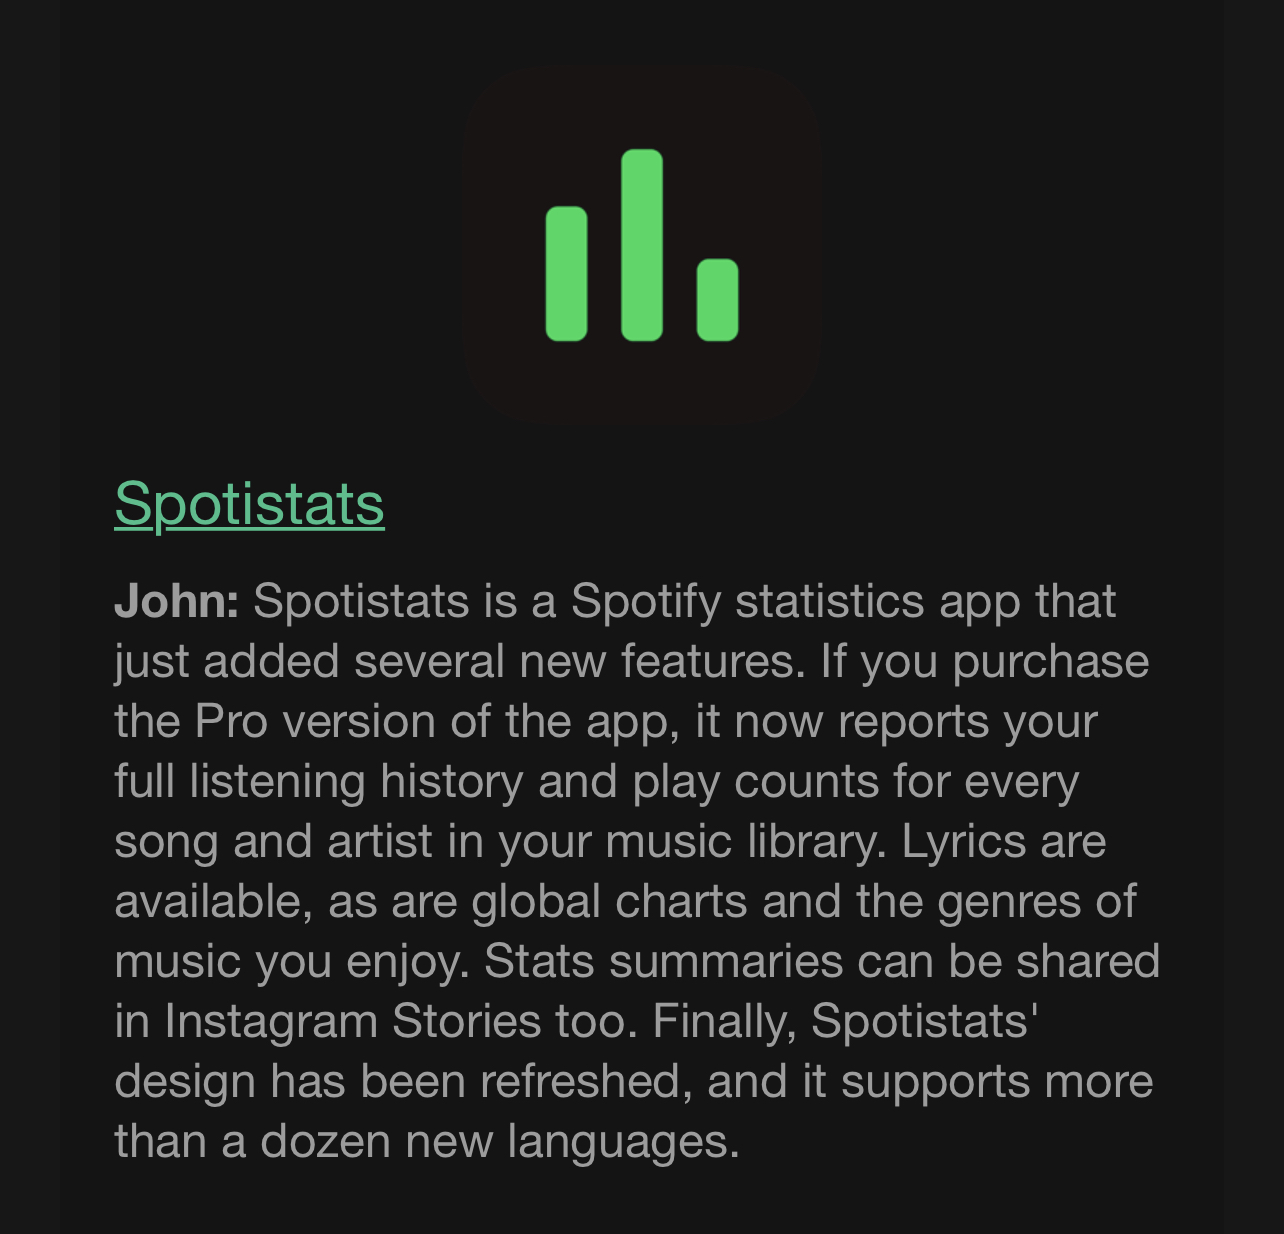 Spotistats
John: Spotistats is a Spotify statistics app that
just added several new features. If you purchase
the Pro version of the app, it now reports your
full listening history and play counts for every
song and artist in your music library. Lyrics are
available, as are global charts and the genres of
music you enjoy. Stats summaries can be shared
in Instagram Stories too. Finally, Spotistats'
design has been refreshed, and it supports more
than a dozen new languages.